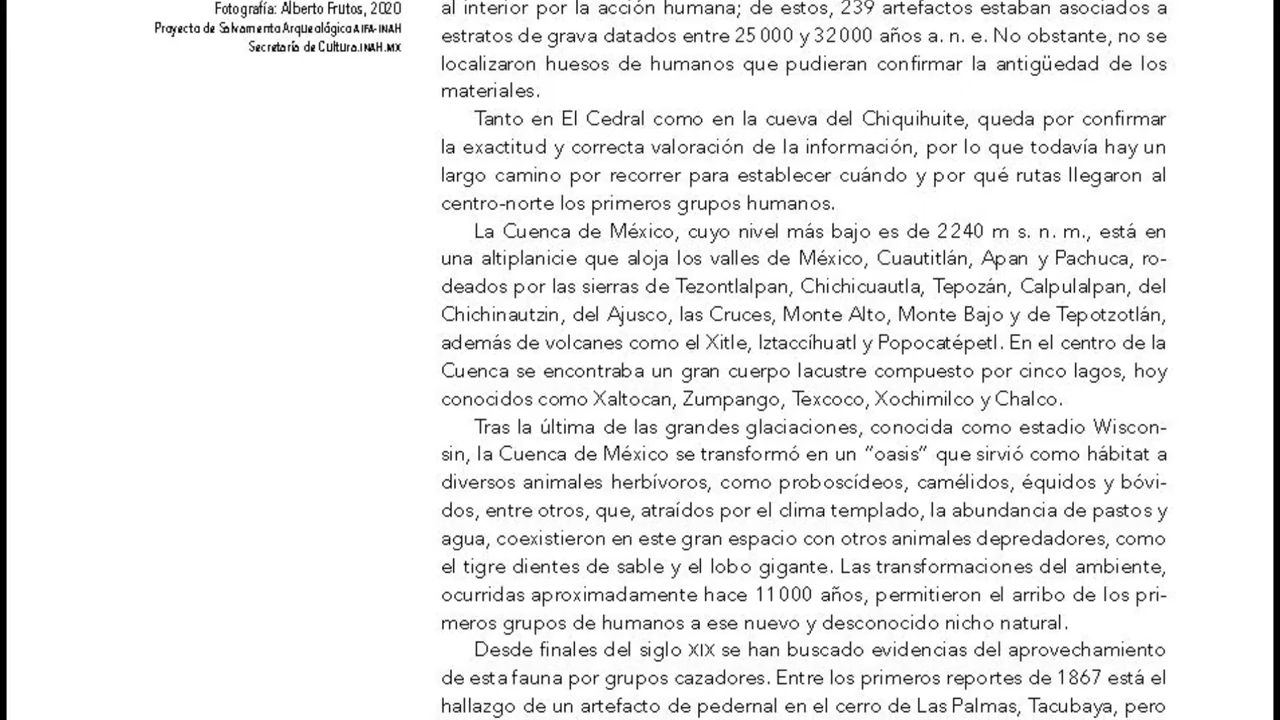 Fotografía: Alberto Frutos, 2020
Proyecto de Salvamento Arqueológico AIFA-INAH
Secretaría de Cultura.INAH.MX
al interior por la acción humana; de estos, 239 artefactos estaban asociados a
estratos de grava datados entre 25 000 y 32 000 años a. n. e. No obstante, no se
localizaron huesos de humanos que pudieran confirmar la antigüedad de los
materiales.
Tanto en El Cedral como en la cueva del Chiquihuite, queda por confirmar
la exactitud y correcta valoración de la información, por lo que todavía hay un
largo camino por recorrer para establecer cuándo y por qué rutas llegaron al
centro-norte los primeros grupos humanos.
La Cuenca de México, cuyo nivel más bajo es de 2 240 m s. n. m., está en
una altiplanicie que aloja los valles de México, Cuautitlán, Apan y Pachuca, ro-
deados por las sierras de Tezontlalpan, Chichicuautla, Tepozán, Calpulalpan, del
Chichinautzin, del Ajusco, las Cruces, Monte Alto, Monte Bajo y de Tepotzotlán,
además de volcanes como el Xitle, Iztaccíhuatl y Popocatépetl. En el centro de la
Cuenca se encontraba un gran cuerpo lacustre compuesto por cinco lagos, hoy
conocidos como Xaltocan, Zumpango, Texcoco, Xochimilco y Chalco.
Tras la última de las grandes glaciaciones, conocida como estadio Wiscon-
sin, la Cuenca de México se transformó en un “oasis” que sirvió como hábitat a
diversos animales herbívoros, como proboscídeos, camélidos, équidos y bóvi-
dos, entre otros, que, atraídos por el clima templado, la abundancia de pastos y
agua, coexistieron en este gran espacio con otros animales depredadores, como
el tigre dientes de sable y el lobo gigante. Las transformaciones del ambiente,
ocurridas aproximadamente hace 11 000 años, permitieron el arribo de los pri-
meros grupos de humanos a ese nuevo y desconocido nicho natural.
Desde finales del siglo XIX se han buscado evidencias del aprovechamiento
de esta fauna por grupos cazadores. Entre los primeros reportes de 1867 está el
hallazgo de un artefacto de pedernal en el cerro de Las Palmas, Tacubaya, pero